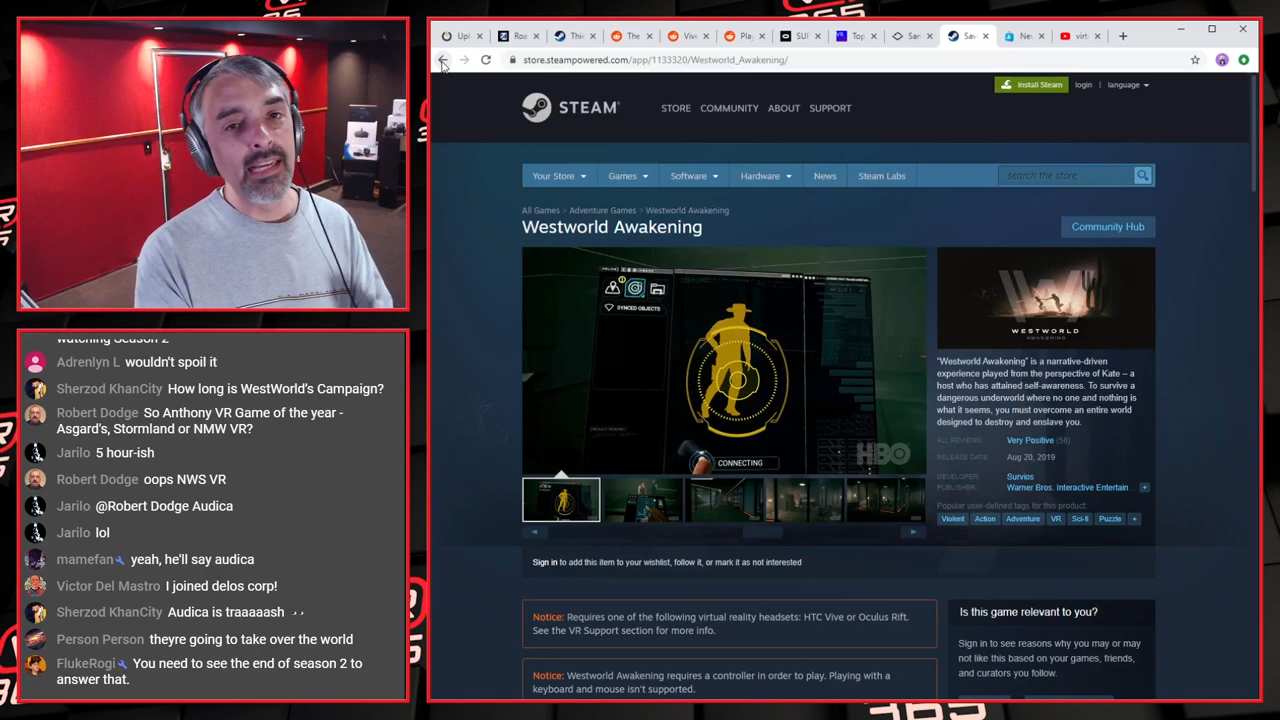 watching Season 2
Adrenlyn L wouldn't spoil it
Sherzod KhanCity How long is WestWorld's Campaign?
Robert Dodge So Anthony VR Game of the year -
Asgard's, Stormland or NMW VR?
Jarilo 5 hour-ish
Robert Dodge oops NWS VR
Jarilo @Robert Dodge Audica
Jarilo lol
mamefan yeah, he'll say audica
Victor Del Mastro I joined delos corp!
Sherzod KhanCity Audica is traaaaash
Person Person theyre going to take over the world
FlukeRogi You need to see the end of season 2 to
answer that.
store.steampowered.com/app/1133320/Westworld_Awakening/
Install Steam login | language
STEAM
STORE COMMUNITY ABOUT SUPPORT
Your Store Games Software Hardware News Steam Labs search the store
All Games > Adventure Games > Westworld Awakening
Westworld Awakening
Community Hub
SYNCED OBJECTS
CONNECTING
HBO
WESTWORLD
AWAKENING
"Westworld Awakening" is a narrative-driven
experience played from the perspective of Kate – a
host who has attained self-awareness. To survive a
dangerous underworld where no one and nothing is
what it seems, you must overcome an entire world
designed to destroy and enslave you.
ALL REVIEWS: Very Positive (56)
RELEASE DATE: Aug 20, 2019
DEVELOPER: Survios
PUBLISHER: Warner Bros. Interactive Entertain... +
Popular user-defined tags for this product:
Violent Action Adventure VR Sci-fi Puzzle +
Sign in to add this item to your wishlist, follow it, or mark it as not interested
Notice: Requires one of the following virtual reality headsets: HTC Vive or Oculus Rift.
See the VR Support section for more info.
Notice: Westworld Awakening requires a controller in order to play. Playing with a
keyboard and mouse isn't supported.
Is this game relevant to you?
Sign in to see reasons why you may or may
not like this based on your games, friends,
and curators you follow.